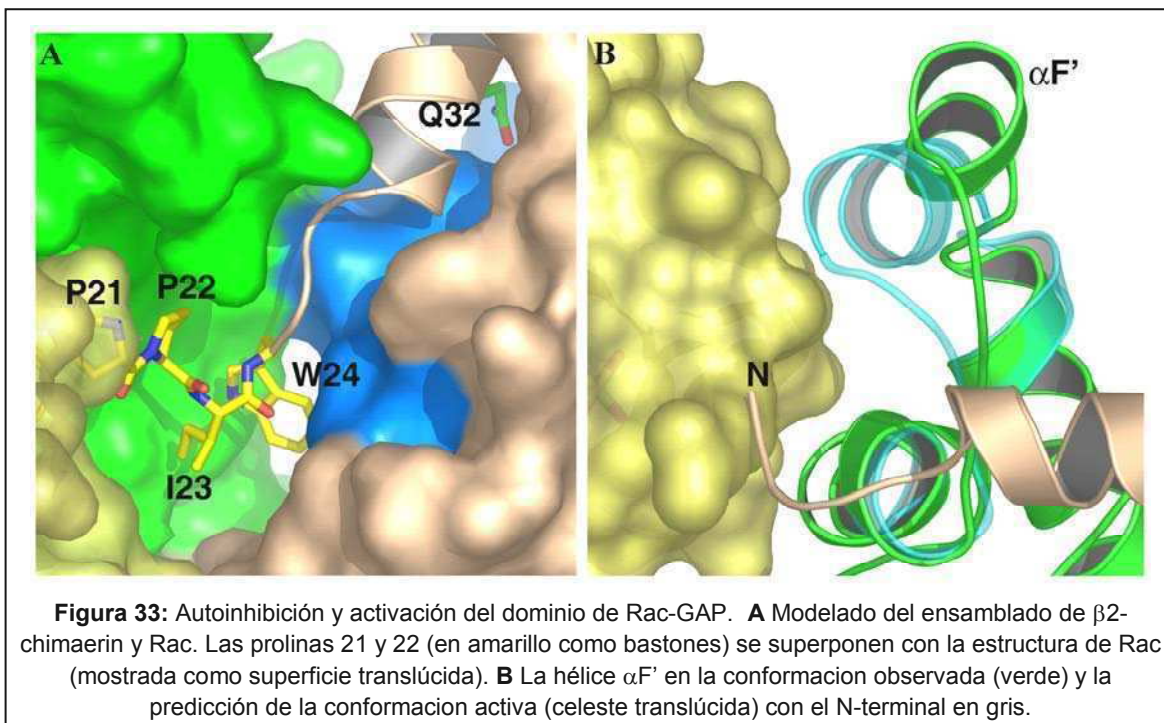 A
Q32
P21
P22
W24
I23
B
αF’
N
Figura 33: Autoinhibición y activación del dominio de Rac-GAP. A Modelado del ensamblado de β2-
chimaerin y Rac. Las prolinas 21 y 22 (en amarillo como bastones) se superponen con la estructura de Rac
(mostrada como superficie translúcida). B La hélice αF’ en la conformacion observada (verde) y la
predicción de la conformacion activa (celeste translúcida) con el N-terminal en gris.